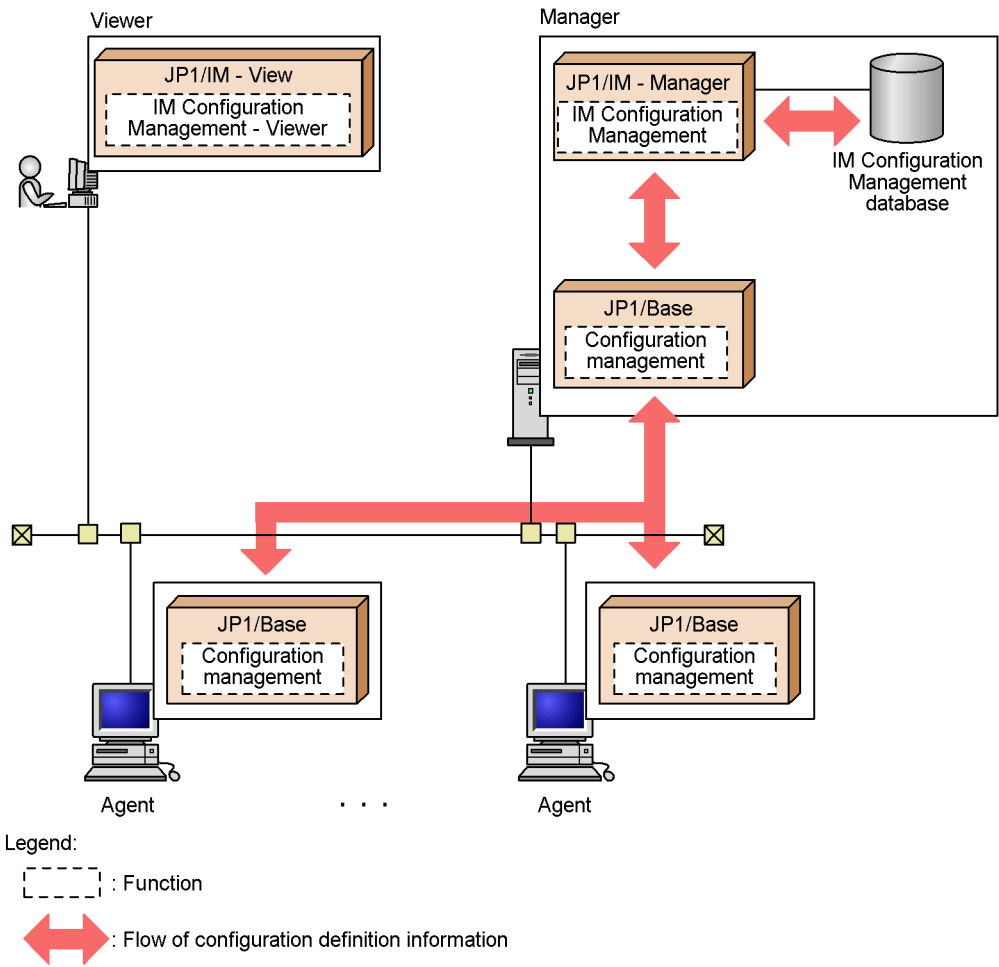 Viewer
JP1/IM - View
IM Configuration
Management - Viewer
Manager
JP1/IM - Manager
IM Configuration
Management
IM Configuration
Management
database
JP1/Base
Configuration
management
JP1/Base
Configuration
management
Agent
. . .
JP1/Base
Configuration
management
Agent
Legend:
: Function
: Flow of configuration definition information